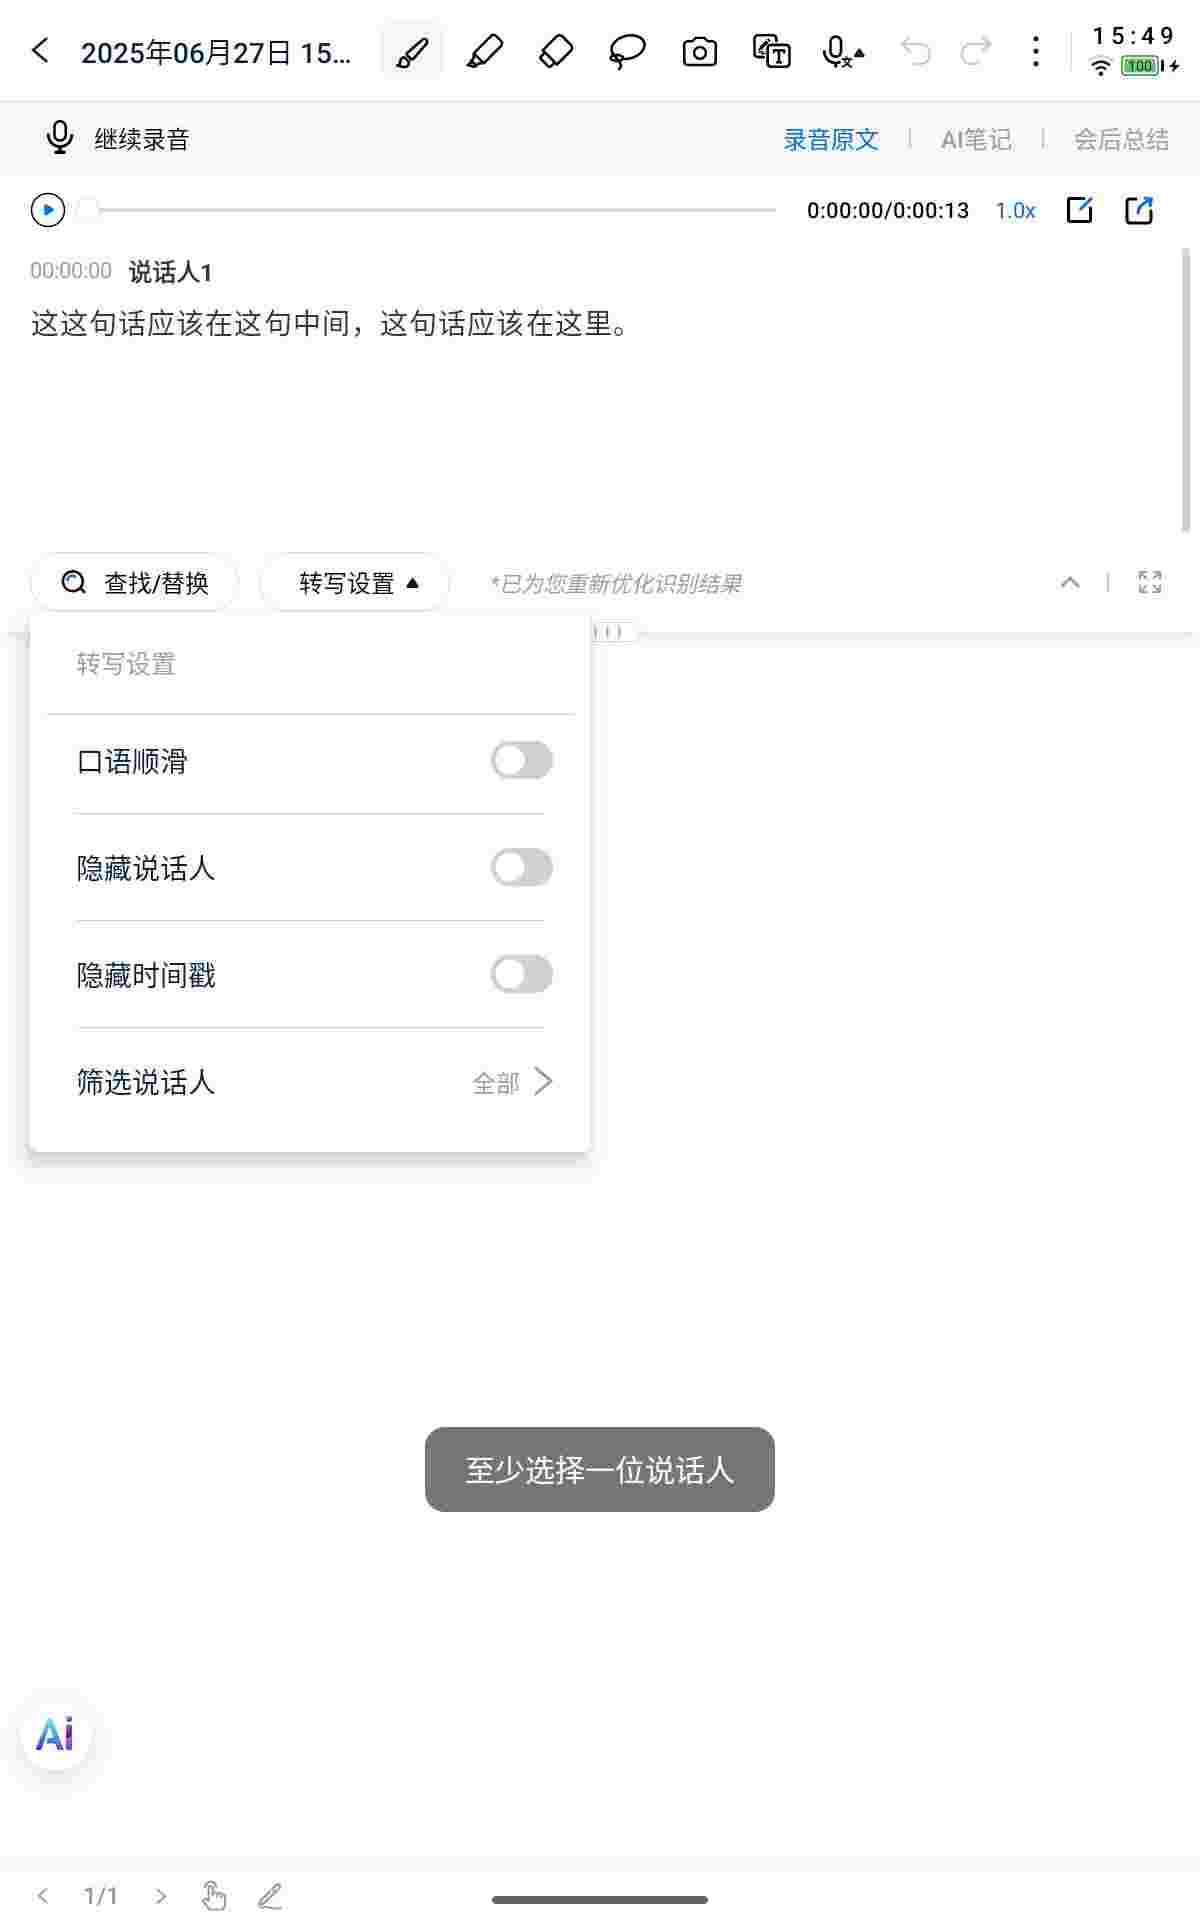 2025年06月27日 15...
15:49
100
继续录音
录音原文
AI笔记
会后总结
0:00:00/0:00:13
1.0x
00:00:00 说话人1
这这句话应该在这句中间，这句话应该在这里。
查找/替换
转写设置
*已为您重新优化识别结果
转写设置
口语顺滑
隐藏说话人
隐藏时间戳
筛选说话人
全部
至少选择一位说话人
Ai
1/1